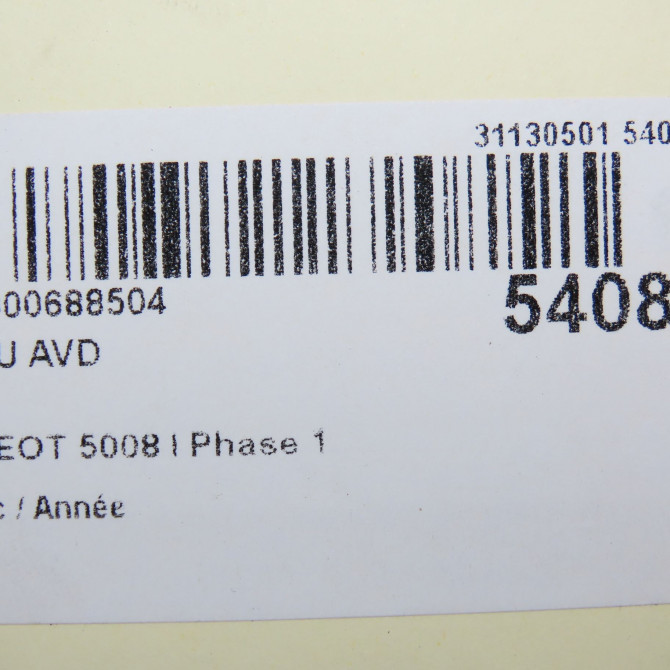 31130501 540
00688504
5408
U AVD
EOT 5008 I Phase 1
c / Année